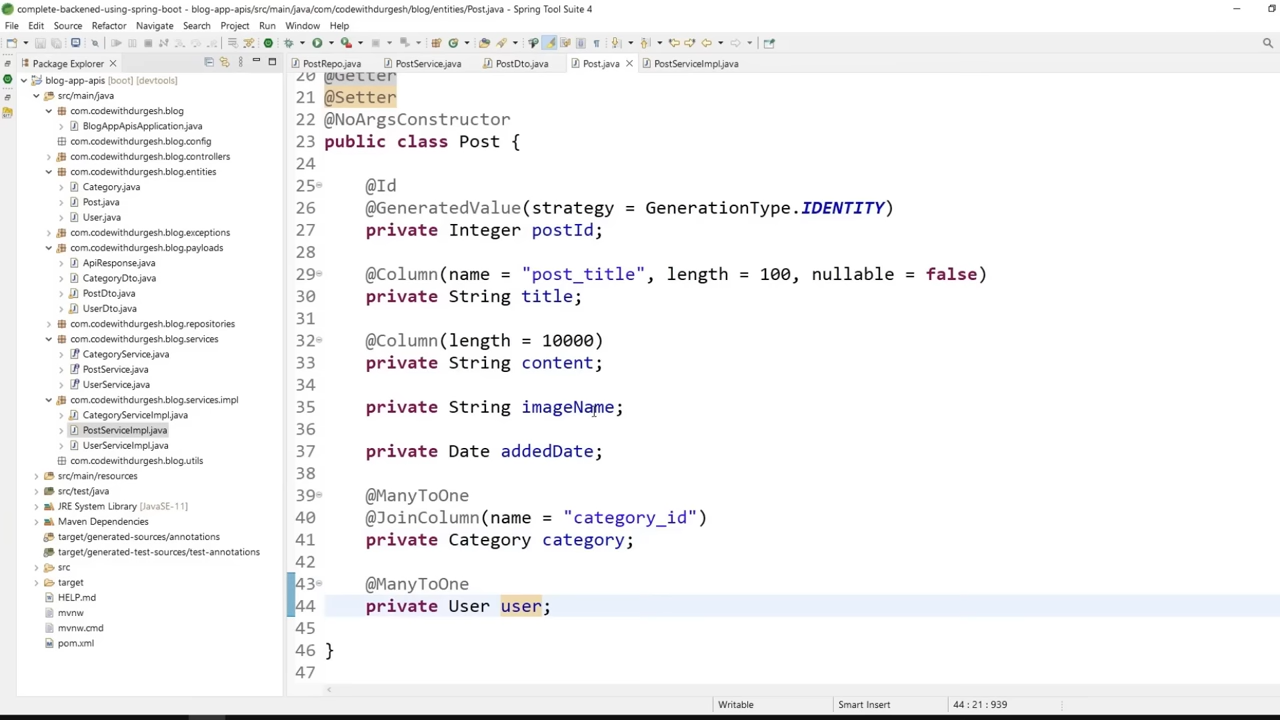 complete-backened-using-spring-boot - blog-app-apis/src/main/java/com/codewithdurgesh/blog/entities/Post.java - Spring Tool Suite 4
File Edit Source Refactor Navigate Search Project Run Window Help
Package Explorer
PostRepo.java PostService.java PostDto.java Post.java PostServiceImpl.java
blog-app-apis [boot] [devtools]
src/main/java
com.codewithdurgesh.blog
BlogAppApisApplication.java
com.codewithdurgesh.blog.config
com.codewithdurgesh.blog.controllers
com.codewithdurgesh.blog.entities
Category.java
Post.java
User.java
com.codewithdurgesh.blog.exceptions
com.codewithdurgesh.blog.payloads
ApiResponse.java
CategoryDto.java
PostDto.java
UserDto.java
com.codewithdurgesh.blog.repositories
com.codewithdurgesh.blog.services
CategoryService.java
PostService.java
UserService.java
com.codewithdurgesh.blog.services.impl
CategoryServiceImpl.java
PostServiceImpl.java
UserServiceImpl.java
com.codewithdurgesh.blog.utils
src/main/resources
src/test/java
JRE System Library [JavaSE-11]
Maven Dependencies
target/generated-sources/annotations
target/generated-test-sources/test-annotations
src
target
HELP.md
mvnw
mvnw.cmd
pom.xml
20 @Getter
21 @Setter
22 @NoArgsConstructor
23 public class Post {
24
25 @Id
26 @GeneratedValue(strategy = GenerationType.IDENTITY)
27 private Integer postId;
28
29 @Column(name = "post_title", length = 100, nullable = false)
30 private String title;
31
32 @Column(length = 10000)
33 private String content;
34
35 private String imageName;
36
37 private Date addedDate;
38
39 @ManyToOne
40 @JoinColumn(name = "category_id")
41 private Category category;
42
43 @ManyToOne
44 private User user;
45
46 }
47
Writable Smart Insert 44 : 21 : 939